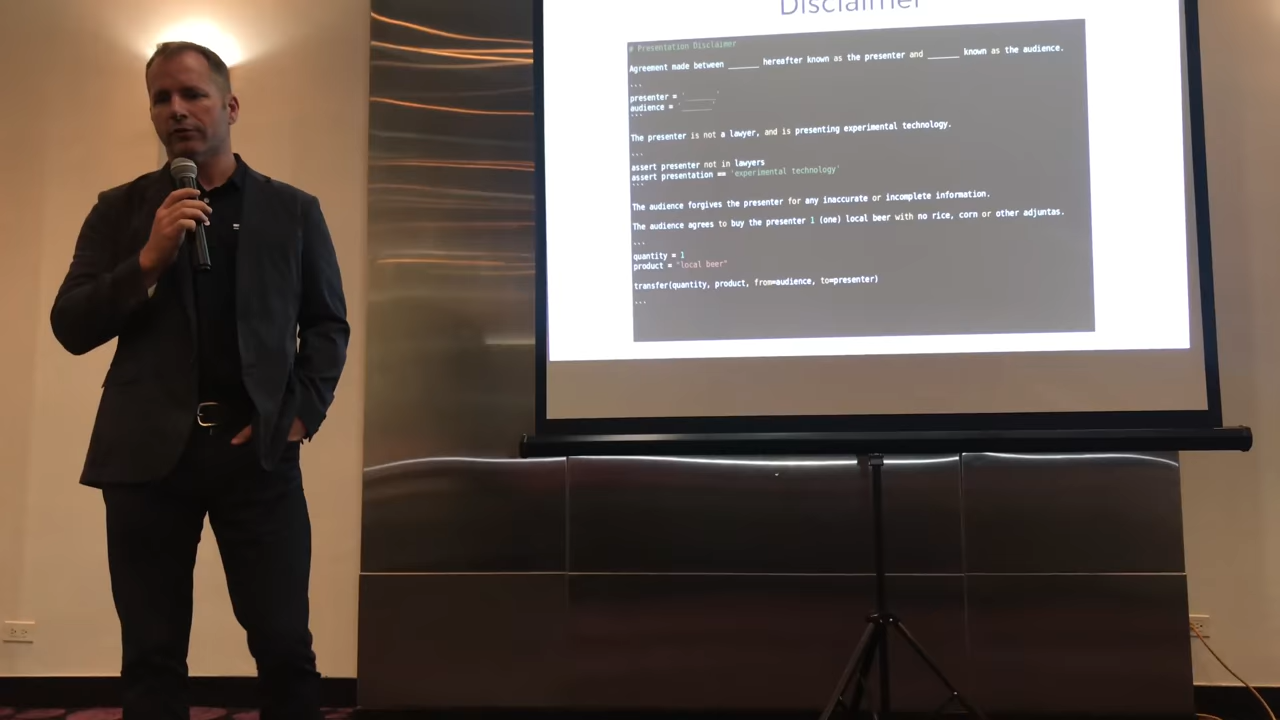 Disclaimer
# Presentation Disclaimer
Agreement made between ______ hereafter known as the presenter and ______ known as the audience.
```
presenter = '______'
audience = '______'
```
The presenter is not a lawyer, and is presenting experimental technology.
```
assert presenter not in lawyers
assert presentation == 'experimental technology'
```
The audience forgives the presenter for any inaccurate or incomplete information.
The audience agrees to buy the presenter 1 (one) local beer with no rice, corn or other adjuntas.
```
quantity = 1
product = "local beer"
transfer(quantity, product, from=audience, to=presenter)
```